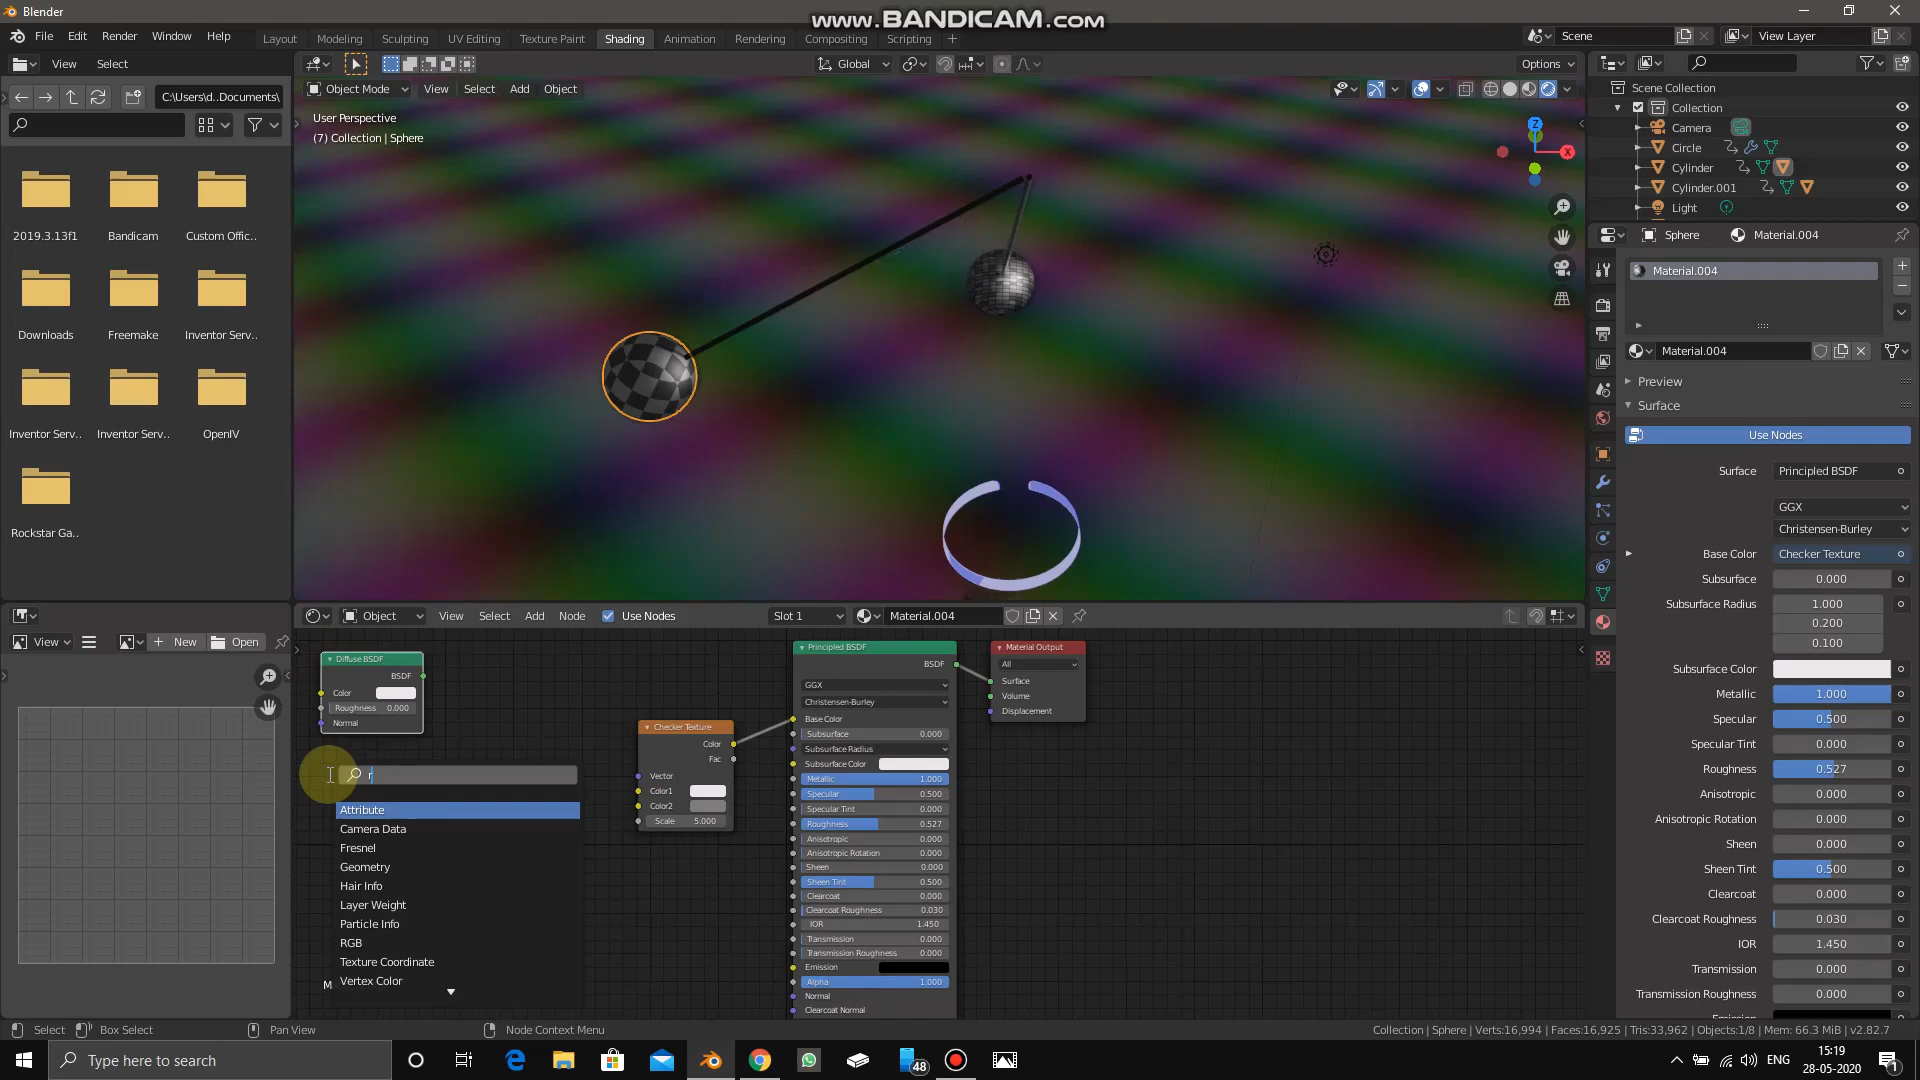 Blender
www.BANDICAM.com
File Edit Render Window Help
Layout Modeling Sculpting UV Editing Texture Paint Shading Animation Rendering Compositing Scripting +
Scene View Layer
View Select
Global
Options
C:\Users\d..Documents\
Object Mode View Select Add Object
User Perspective
(7) Collection | Sphere
Z
X
2019.3.13f1 Bandicam Custom Offic..
Downloads Freemake Inventor Serv..
Inventor Serv.. Inventor Serv.. OpenIV
Rockstar Ga..
Scene Collection
Collection
Camera
Circle
Cylinder
Cylinder.001
Light
Sphere Material.004
Material.004
Material.004
Preview
Surface
Use Nodes
Surface Principled BSDF
GGX
Christensen-Burley
Base Color Checker Texture
Subsurface 0.000
Subsurface Radius 1.000
0.200
0.100
Subsurface Color
Metallic 1.000
Specular 0.500
Specular Tint 0.000
Roughness 0.527
Anisotropic 0.000
Anisotropic Rotation 0.000
Sheen 0.000
Sheen Tint 0.500
Clearcoat 0.000
Clearcoat Roughness 0.030
IOR 1.450
Transmission 0.000
Transmission Roughness 0.000
View New Open
Object View Select Add Node Use Nodes Slot 1 Material.004
Diffuse BSDF
BSDF
Color
Roughness 0.000
Normal
r
Attribute
Camera Data
Fresnel
Geometry
Hair Info
Layer Weight
Particle Info
RGB
Texture Coordinate
Vertex Color
M
Checker Texture
Color
Fac
Vector
Color1
Color2
Scale 5.000
Principled BSDF
BSDF
GGX
Christensen-Burley
Base Color
Subsurface 0.000
Subsurface Radius
Subsurface Color
Metallic 1.000
Specular 0.500
Specular Tint 0.000
Roughness 0.527
Anisotropic 0.000
Anisotropic Rotation 0.000
Sheen 0.000
Sheen Tint 0.500
Clearcoat 0.000
Clearcoat Roughness 0.030
IOR 1.450
Transmission 0.000
Transmission Roughness 0.000
Emission
Alpha 1.000
Normal
Clearcoat Normal
Material Output
All
Surface
Volume
Displacement
Select Box Select Pan View Node Context Menu
Collection | Sphere | Verts:16,994 | Faces:16,925 | Tris:33,962 | Objects:1/8 | Mem: 66.3 MiB | v2.82.7
Type here to search
48
ENG
15:19
28-05-2020
1